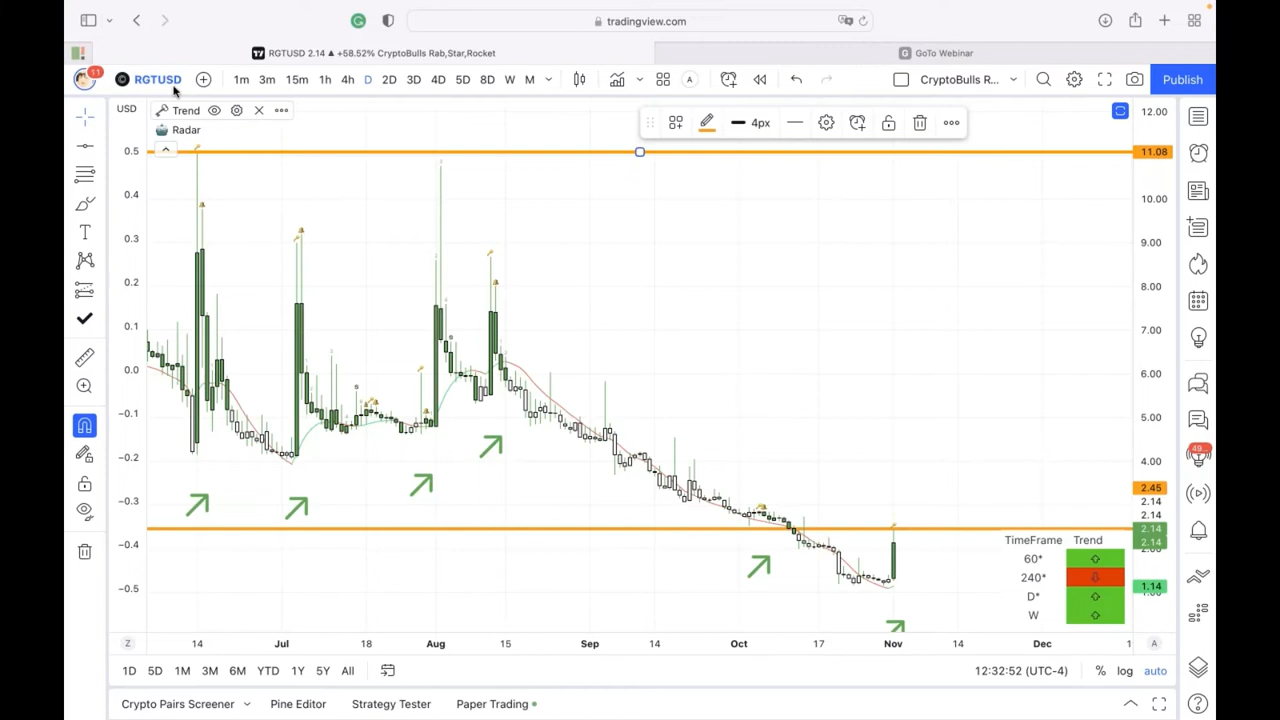 tradingview.com
RGTUSD 2.14 ▲ +58.52% CryptoBulls Rab,Star,Rocket
GoTo Webinar
11
RGTUSD
1m 3m 15m 1h 4h D 2D 3D 4D 5D 8D W M
CryptoBulls R...
Publish
USD
Trend
Radar
4px
12.00
0.5
11.08
0.4
10.00
0.3
9.00
0.2
8.00
0.1
7.00
0.0
6.00
−0.1
5.00
−0.2
4.00
49...
2.45
−0.3
2.14
2.14
2.14
−0.4
2.14
TimeFrame Trend
60*
240*
1.14
−0.5
D*
W
Z
14 Jul 18 Aug 15 Sep 14 Oct 17 Nov 14 Dec
A
1D 5D 1M 3M 6M YTD 1Y 5Y All
12:32:52 (UTC-4)
% log auto
Crypto Pairs Screener
Pine Editor
Strategy Tester
Paper Trading